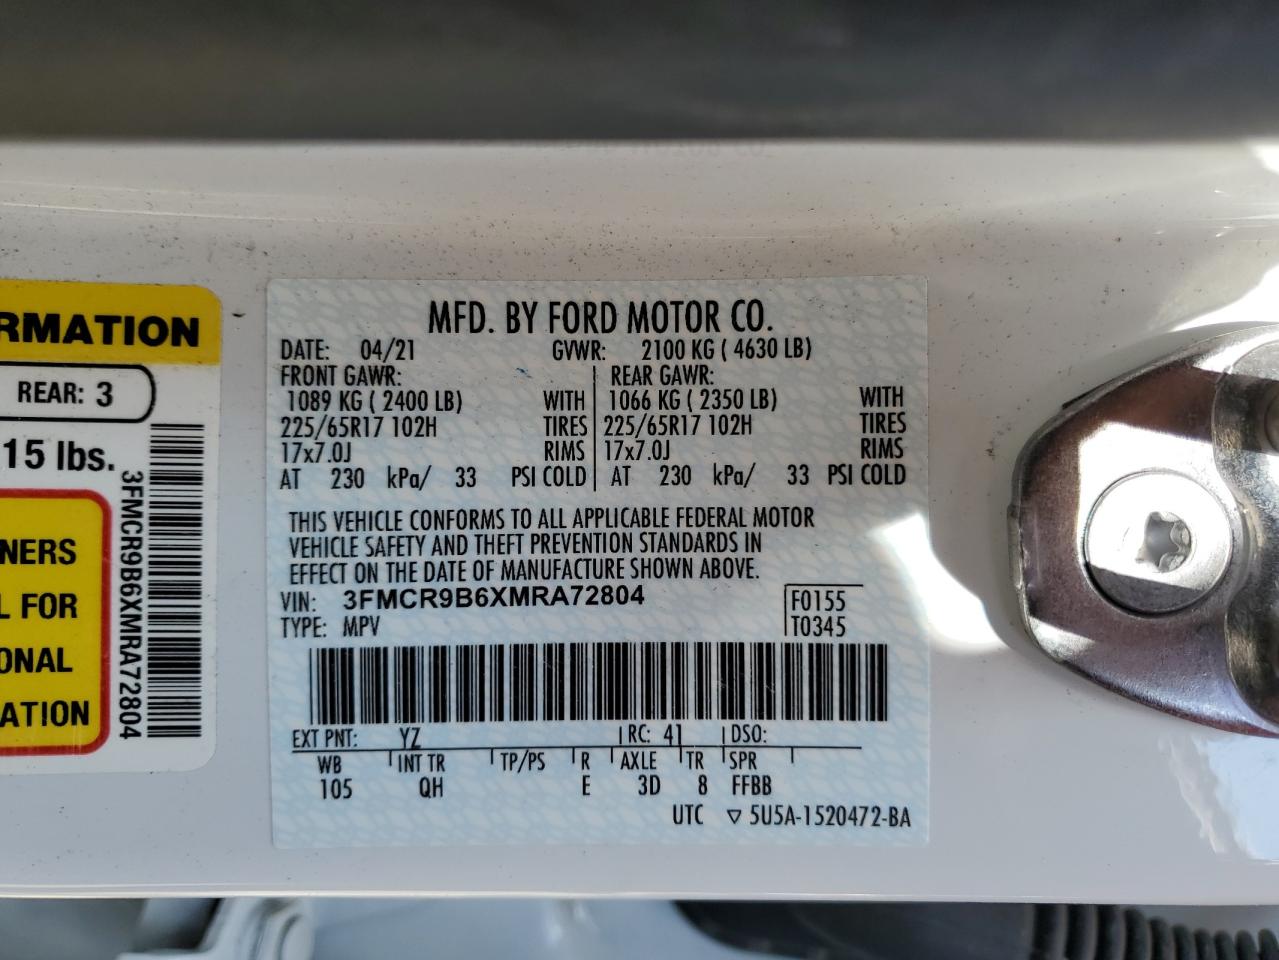 RMATION
REAR: 3
15 lbs.
NERS
L FOR
ONAL
ATION
3FMCR9B6XMRA72804
MFD. BY FORD MOTOR CO.
DATE: 04/21 GVWR: 2100 KG ( 4630 LB)
FRONT GAWR: REAR GAWR:
1089 KG ( 2400 LB) WITH 1066 KG ( 2350 LB) WITH
225/65R17 102H TIRES 225/65R17 102H TIRES
17x7.0J RIMS 17x7.0J RIMS
AT 230 kPa/ 33 PSI COLD AT 230 kPa/ 33 PSI COLD
THIS VEHICLE CONFORMS TO ALL APPLICABLE FEDERAL MOTOR
VEHICLE SAFETY AND THEFT PREVENTION STANDARDS IN
EFFECT ON THE DATE OF MANUFACTURE SHOWN ABOVE.
VIN: 3FMCR9B6XMRA72804 F0155
TYPE: MPV T0345
EXT PNT: YZ RC: 41 DSO:
WB INT TR TP/PS R AXLE TR SPR
105 QH E 3D 8 FFBB
UTC ▽ 5U5A-1520472-BA